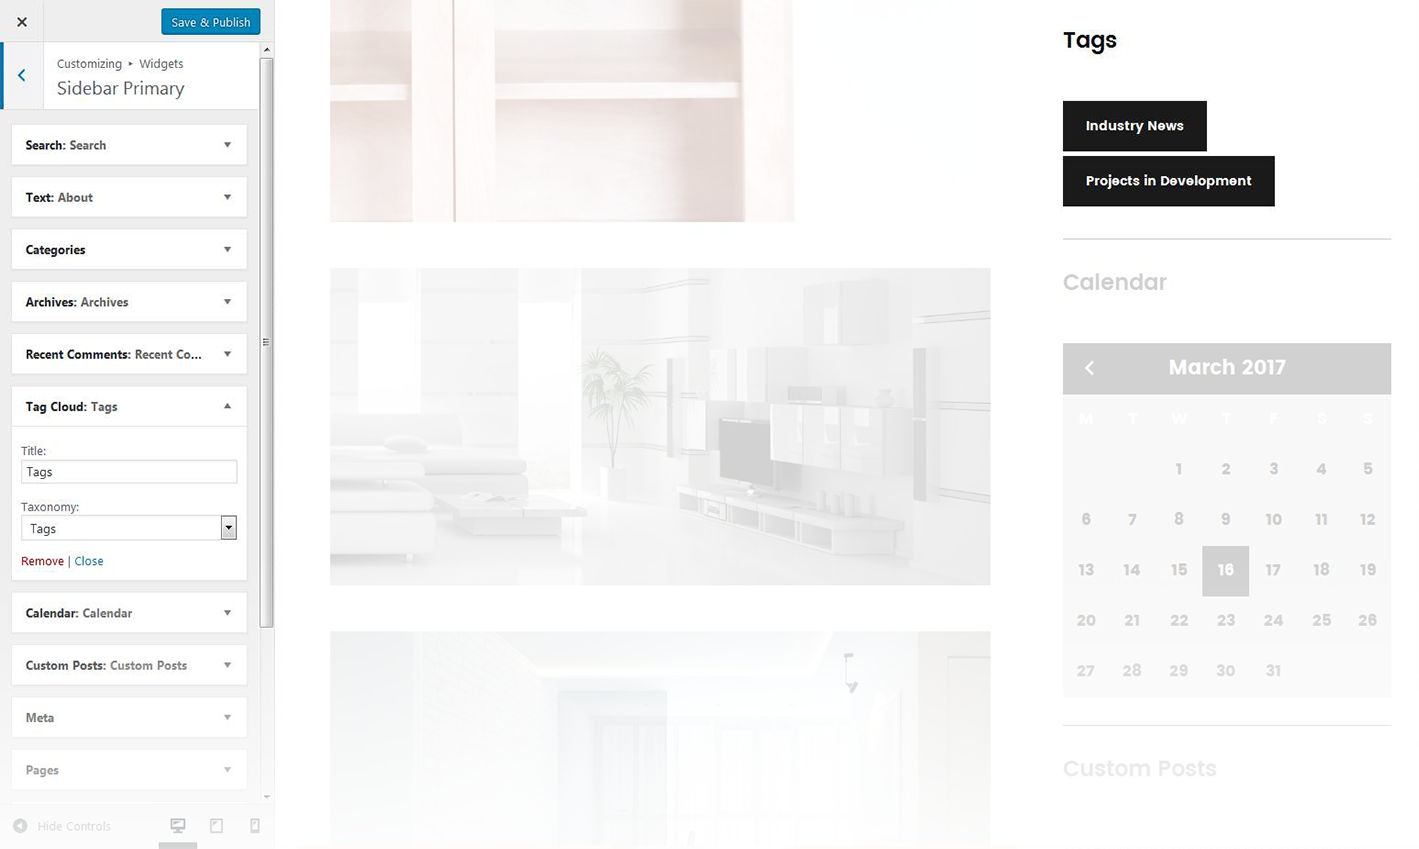 Save & Publish
Customizing ▸ Widgets
Sidebar Primary
Search: Search
Text: About
Categories
Archives: Archives
Recent Comments: Recent Co...
Tag Cloud: Tags
Title:
Tags
Taxonomy:
Tags
Remove | Close
Calendar: Calendar
Custom Posts: Custom Posts
Meta
Pages
Hide Controls
Tags
Industry News
Projects in Development
Calendar
March 2017
M T W T F S S
1 2 3 4 5
6 7 8 9 10 11 12
13 14 15 16 17 18 19
20 21 22 23 24 25 26
27 28 29 30 31
Custom Posts